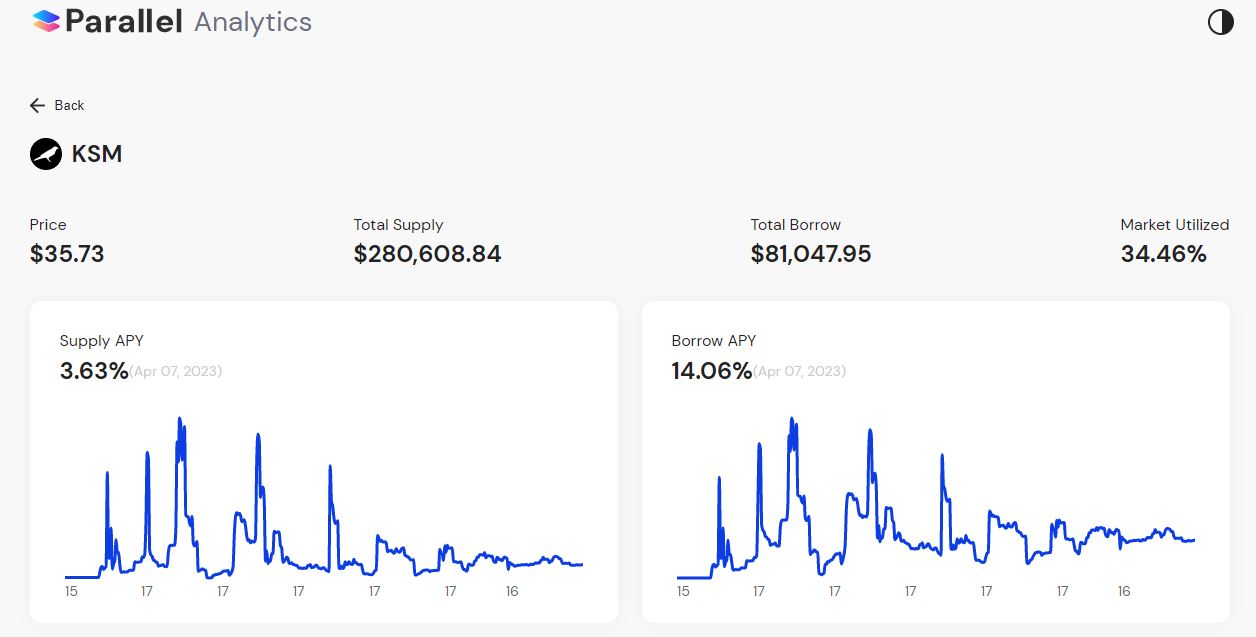 Parallel Analytics
Back
KSM
Price Total Supply Total Borrow Market Utilized
$35.73 $280,608.84 $81,047.95 34.46%
Supply APY
3.63%(Apr 07, 2023)
15 17 17 17 17 17 16
Borrow APY
14.06%(Apr 07, 2023)
15 17 17 17 17 17 16